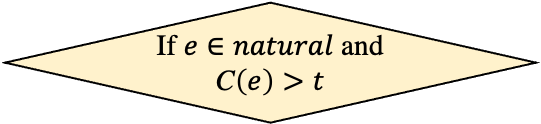 If e ∈ natural and
C(e) > t